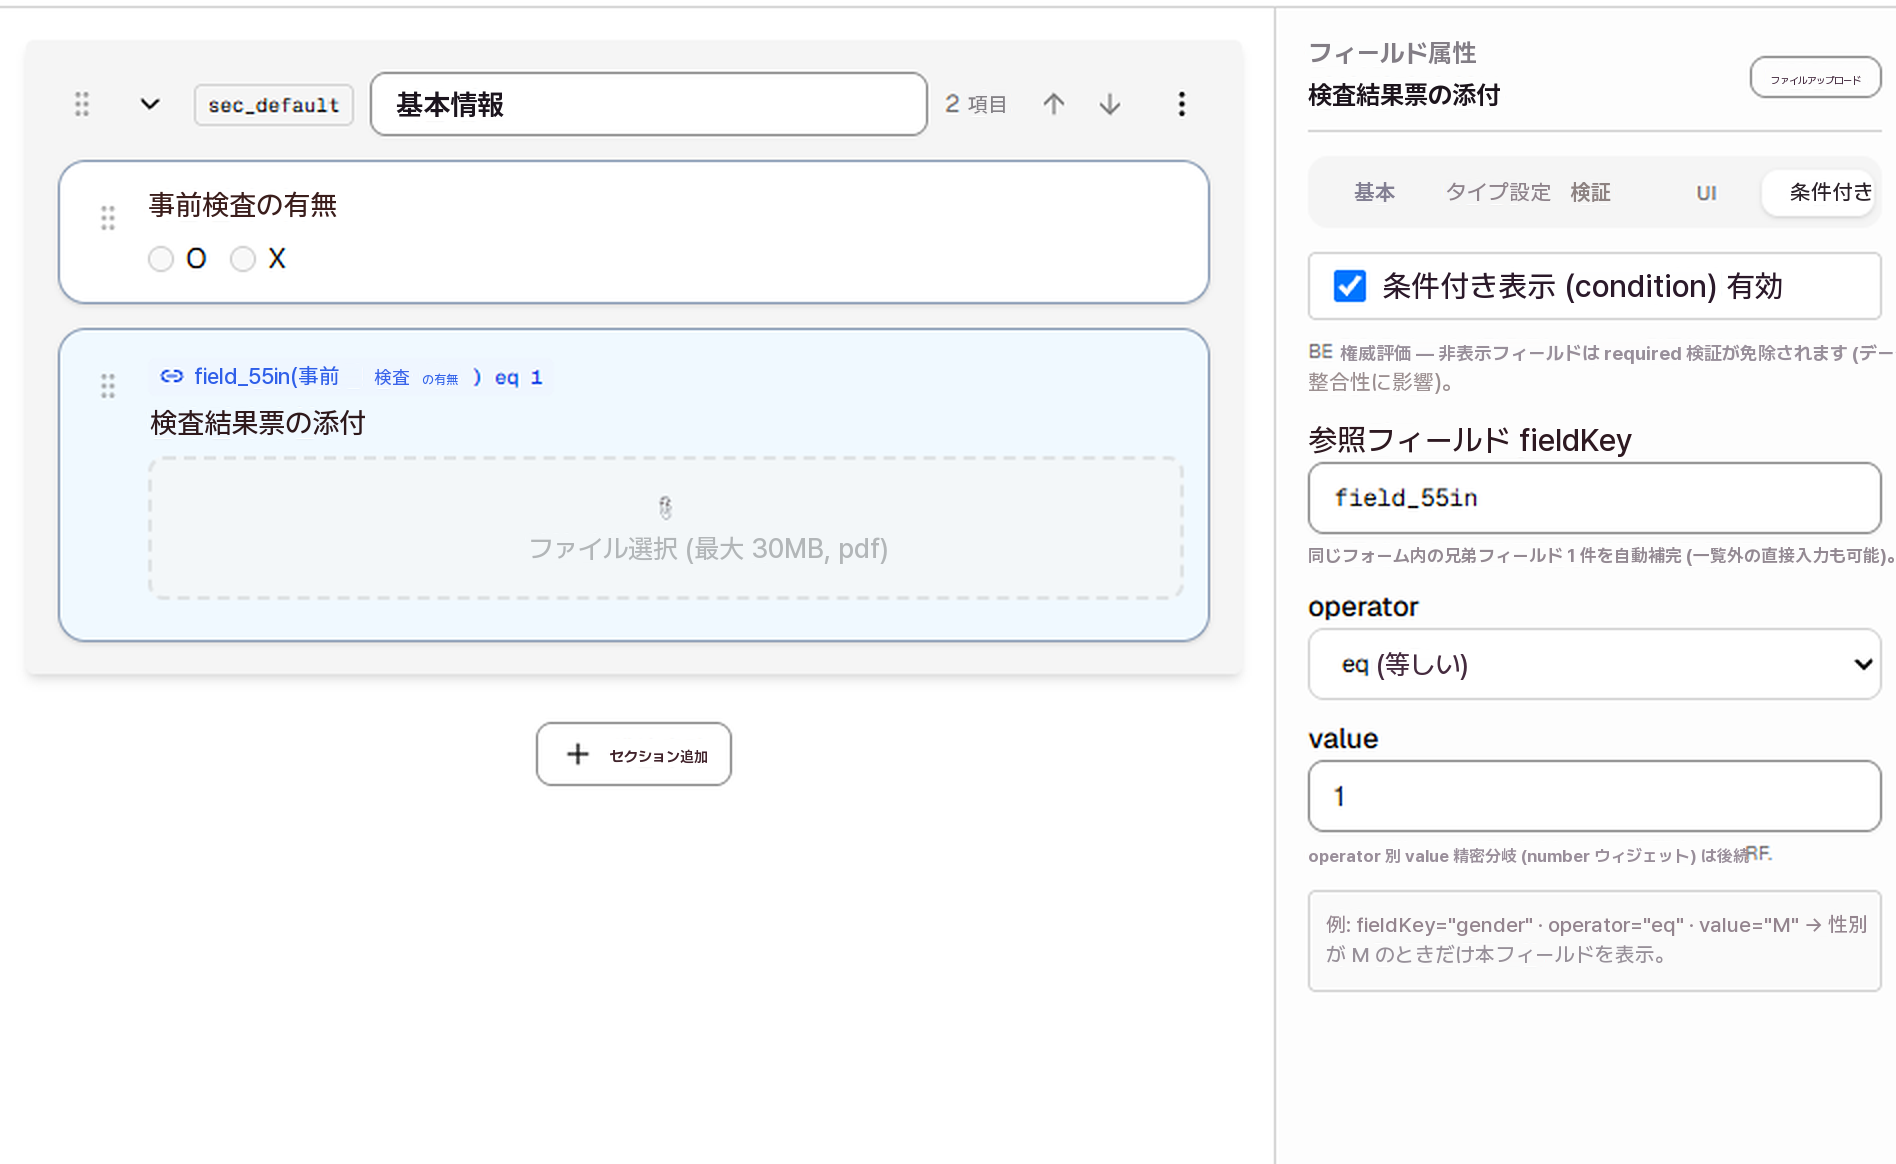 sec_default
基本情報
2 項目
事前検査の有無
O X
field_55in(事前 検査 の有無 ) eq 1
検査結果票の添付
ファイル選択 (最大 30MB, pdf)
セクション追加
フィールド属性
検査結果票の添付
ファイルアップロード
基本 タイプ設定 検証 UI 条件付き
条件付き表示 (condition) 有効
BE 権威評価 — 非表示フィールドは required 検証が免除されます (デー
整合性に影響)。
参照フィールド fieldKey
field_55in
同じフォーム内の兄弟フィールド 1 件を自動補完 (一覧外の直接入力も可能)。
operator
eq (等しい)
value
1
operator 別 value 精密分岐 (number ウィジェット) は後続RF.
例: fieldKey="gender" · operator="eq" · value="M" → 性別
が M のときだけ本フィールドを表示。